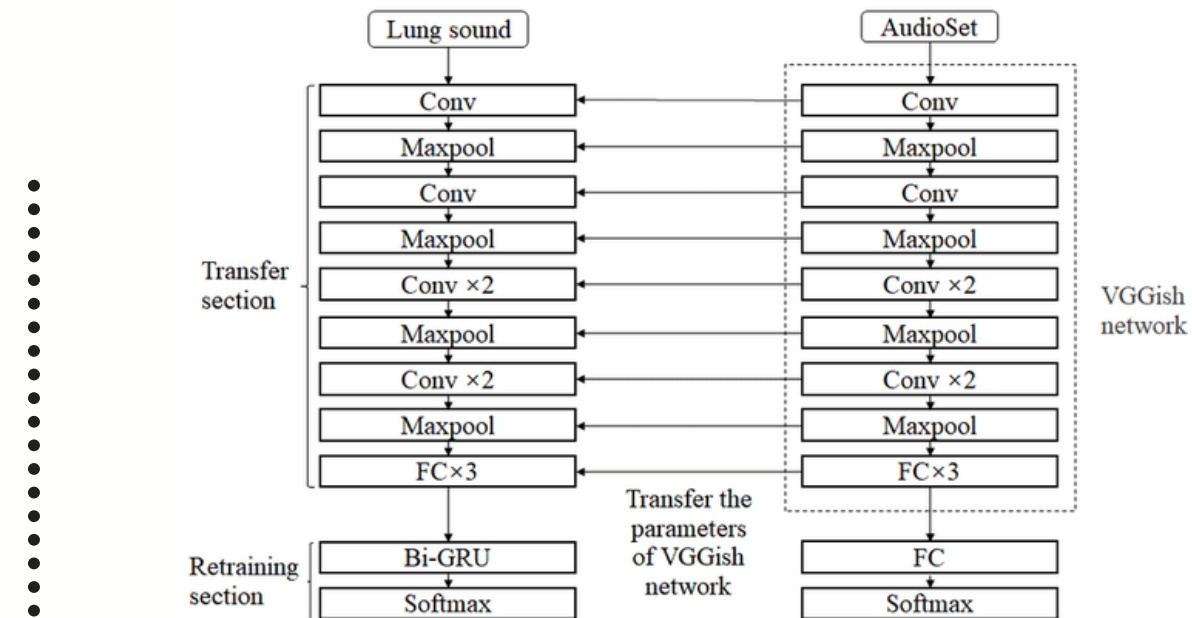 Lung sound
AudioSet
Conv
Conv
Maxpool
Maxpool
Conv
Conv
Maxpool
Maxpool
Transfer
section
Conv ×2
Conv ×2
VGGish
network
Maxpool
Maxpool
Conv ×2
Conv ×2
Maxpool
Maxpool
FC×3
FC×3
Transfer the
parameters
of VGGish
network
Retraining
section
Bi-GRU
FC
Softmax
Softmax